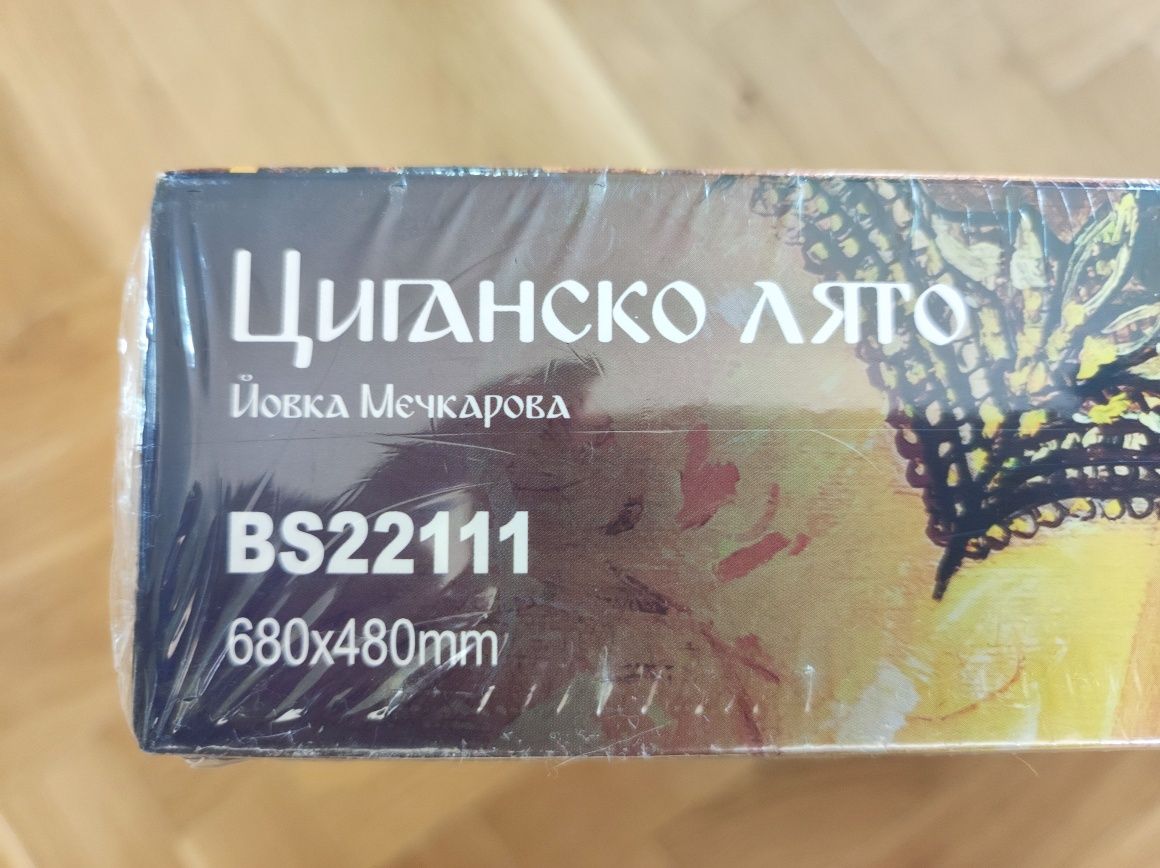 Циганско лято
Йовка Мечкарова
BS22111
680x480mm